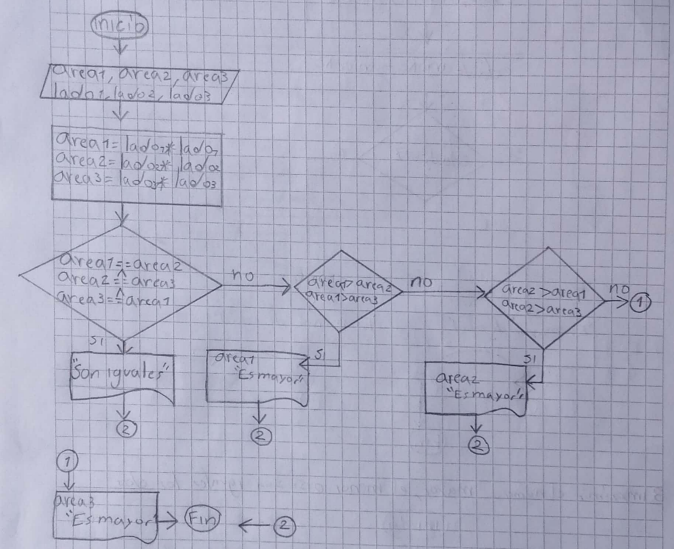 Inicio
area1, area2, area3
lado1, lado2, lado3
area1 = lado1* lado1
area2 = lado2* lado2
area3 = lado3* lado3
area1 == area2
^
area2 == area3
^
area3 == area1
no
area1 > area2
area1 > area3
no
area2 > area1
area2 > area3
no
1
si
"Son iguales"
2
si
area1
"Es mayor"
2
si
area2
"Es mayor"
2
1
area3
"Es mayor
Fin
2